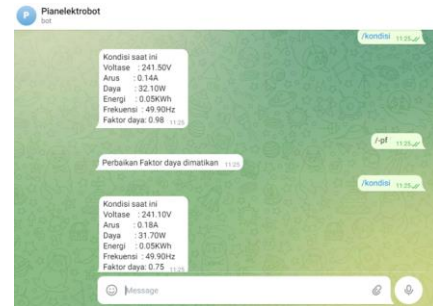 P
Pianelektrobot
bot
/kondisi 11:25
Kondisi saat ini
Voltase : 241.50V
Arus : 0.14A
Daya : 32.10W
Energi : 0.05KWh
Frekuensi : 49.90Hz
Faktor daya: 0.98 11:25
/-pf 11:25
Perbaikan Faktor daya dimatikan 11:25
/kondisi 11:25
Kondisi saat ini
Voltase : 241.10V
Arus : 0.18A
Daya : 31.70W
Energi : 0.05KWh
Frekuensi : 49.90Hz
Faktor daya: 0.75 11:25
Message